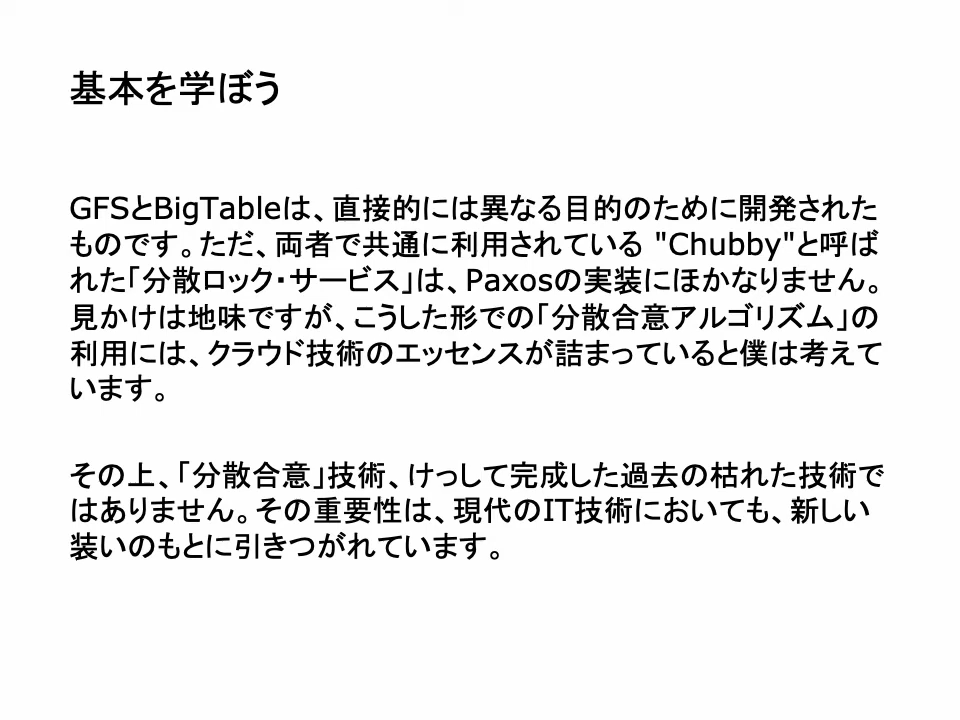 基本を学ぼう
GFSとBigTableは、直接的には異なる目的のために開発された
ものです。ただ、両者で共通に利用されている "Chubby"と呼ば
れた「分散ロック・サービス」は、Paxosの実装にほかなりません。
見かけは地味ですが、こうした形での「分散合意アルゴリズム」の
利用には、クラウド技術のエッセンスが詰まっていると僕は考えて
います。
その上、「分散合意」技術、けっして完成した過去の枯れた技術で
はありません。その重要性は、現代のIT技術においても、新しい
装いのもとに引きつがれています。